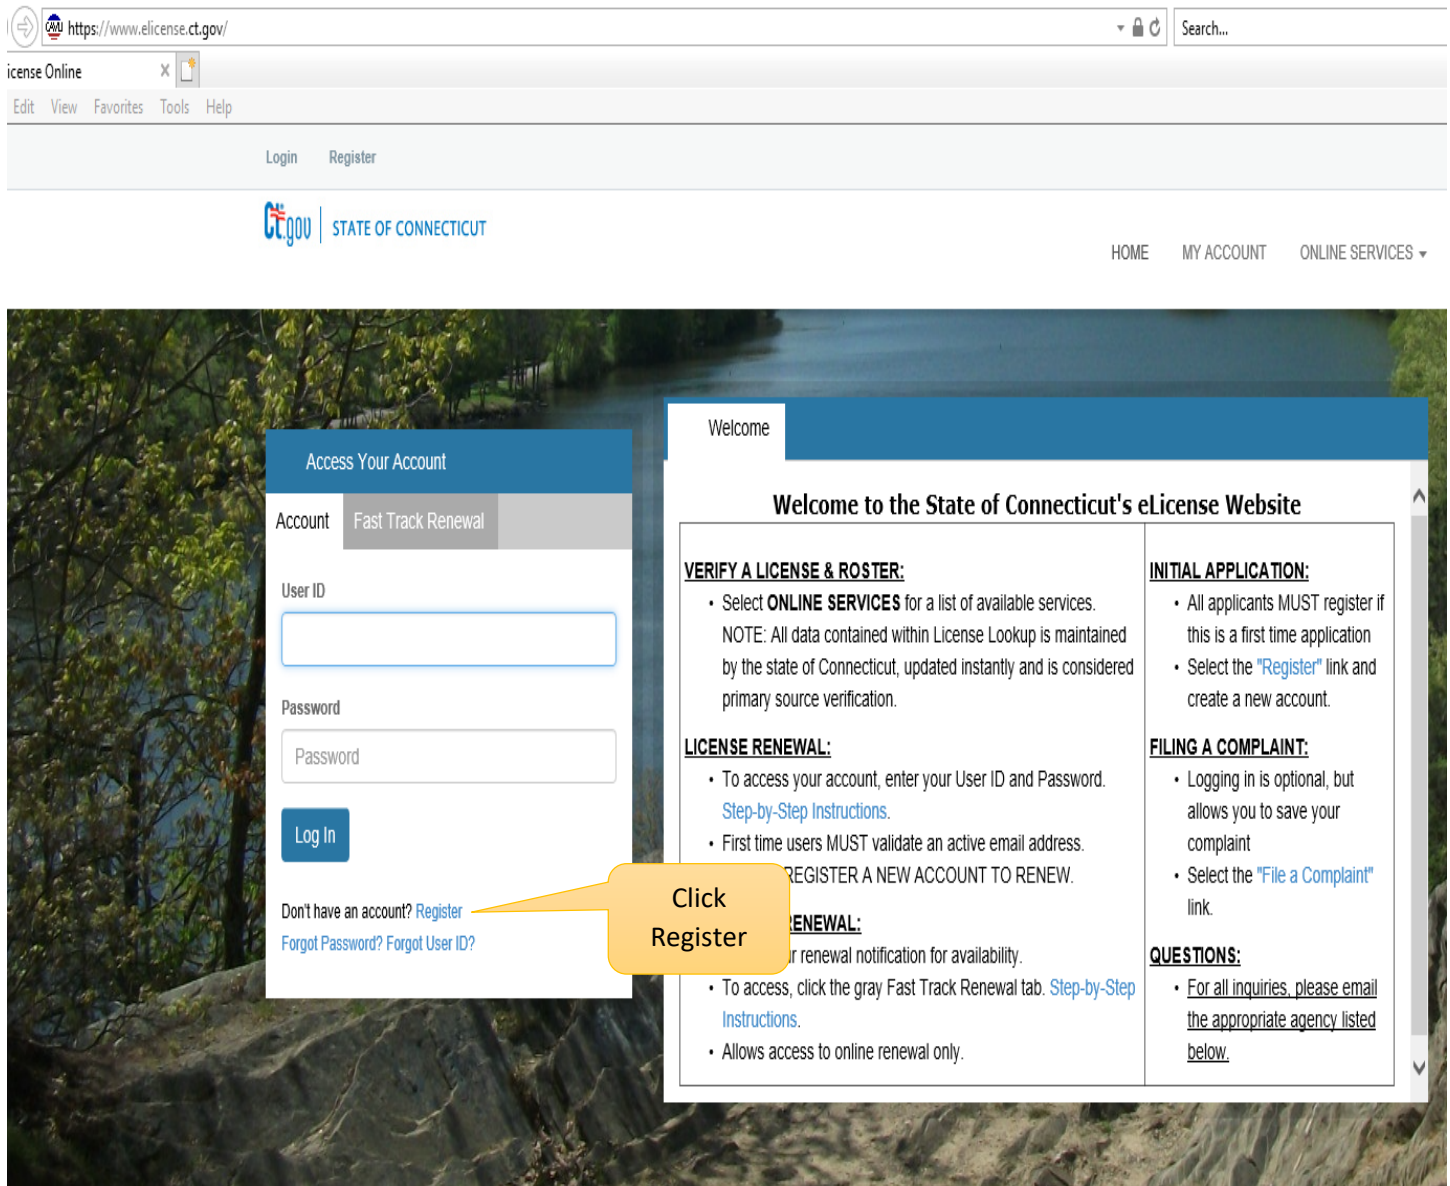 https://www.elicense.ct.gov/
Search...
icense Online
Edit View Favorites Tools Help
Login Register
Ct.gov | STATE OF CONNECTICUT
HOME MY ACCOUNT ONLINE SERVICES
Access Your Account
Account Fast Track Renewal
User ID
Password
Password
Log In
Don't have an account? Register
Forgot Password? Forgot User ID?
Click
Register
Welcome
Welcome to the State of Connecticut's eLicense Website
VERIFY A LICENSE & ROSTER:
• Select ONLINE SERVICES for a list of available services.
NOTE: All data contained within License Lookup is maintained
by the state of Connecticut, updated instantly and is considered
primary source verification.
LICENSE RENEWAL:
• To access your account, enter your User ID and Password.
Step-by-Step Instructions.
• First time users MUST validate an active email address.
REGISTER A NEW ACCOUNT TO RENEW.
RENEWAL:
r renewal notification for availability.
• To access, click the gray Fast Track Renewal tab. Step-by-Step
Instructions.
• Allows access to online renewal only.
INITIAL APPLICATION:
• All applicants MUST register if
this is a first time application
• Select the "Register" link and
create a new account.
FILING A COMPLAINT:
• Logging in is optional, but
allows you to save your
complaint
• Select the "File a Complaint"
link.
QUESTIONS:
• For all inquiries, please email
the appropriate agency listed
below.